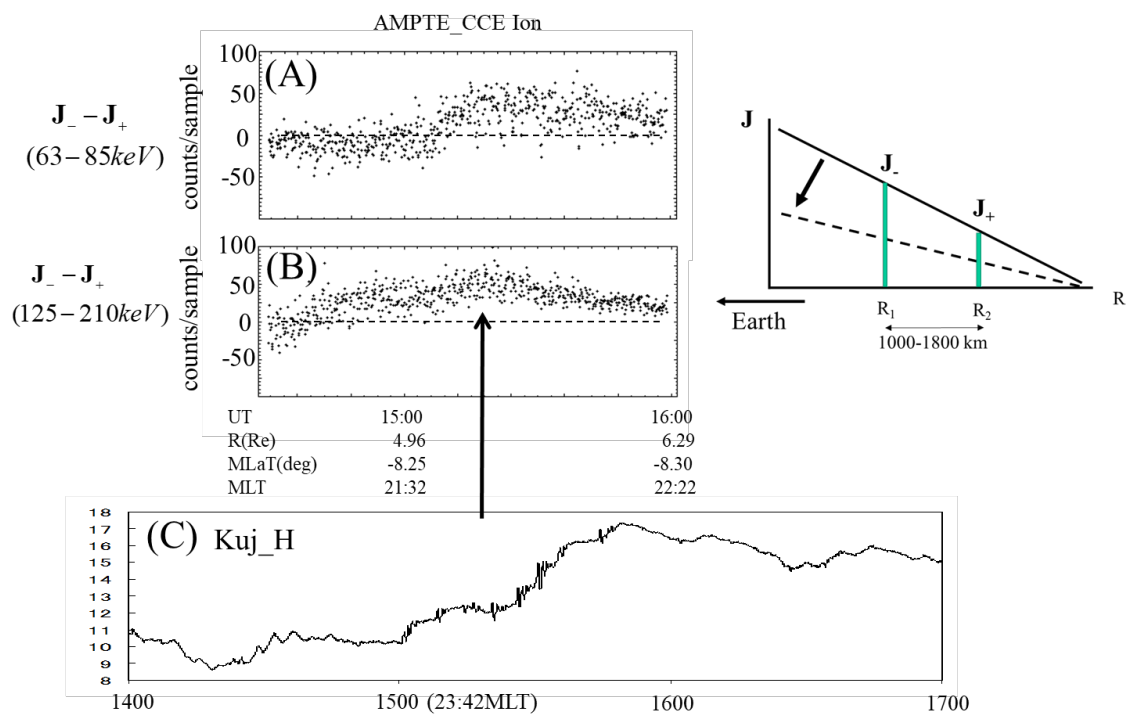 AMPTE_CCE Ion
J_ – J+
(63–85keV)
counts/sample
100
50
0
-50
(A)
J_ – J+
(125–210keV)
counts/sample
100
50
0
-50
(B)
UT 15:00 16:00
R(Re) 4.96 6.29
MLaT(deg) -8.25 -8.30
MLT 21:32 22:22
J
J-
J+
R
R1 R2
Earth
1000-1800 km
(C) Kuj_H
18
17
16
15
14
13
12
11
10
9
8
1400 1500 (23:42MLT) 1600 1700